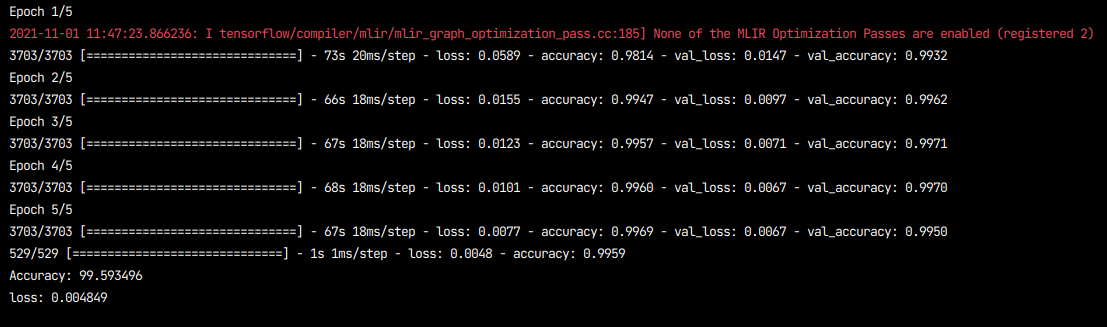 Epoch 1/5
2021-11-01 11:47:23.866236: I tensorflow/compiler/mlir/mlir_graph_optimization_pass.cc:185] None of the MLIR Optimization Passes are enabled (registered 2)
3703/3703 [==============================] - 73s 20ms/step - loss: 0.0589 - accuracy: 0.9814 - val_loss: 0.0147 - val_accuracy: 0.9932
Epoch 2/5
3703/3703 [==============================] - 66s 18ms/step - loss: 0.0155 - accuracy: 0.9947 - val_loss: 0.0097 - val_accuracy: 0.9962
Epoch 3/5
3703/3703 [==============================] - 67s 18ms/step - loss: 0.0123 - accuracy: 0.9957 - val_loss: 0.0071 - val_accuracy: 0.9971
Epoch 4/5
3703/3703 [==============================] - 68s 18ms/step - loss: 0.0101 - accuracy: 0.9960 - val_loss: 0.0067 - val_accuracy: 0.9970
Epoch 5/5
3703/3703 [==============================] - 67s 18ms/step - loss: 0.0077 - accuracy: 0.9969 - val_loss: 0.0067 - val_accuracy: 0.9950
529/529 [==============================] - 1s 1ms/step - loss: 0.0048 - accuracy: 0.9959
Accuracy: 99.593496
loss: 0.004849